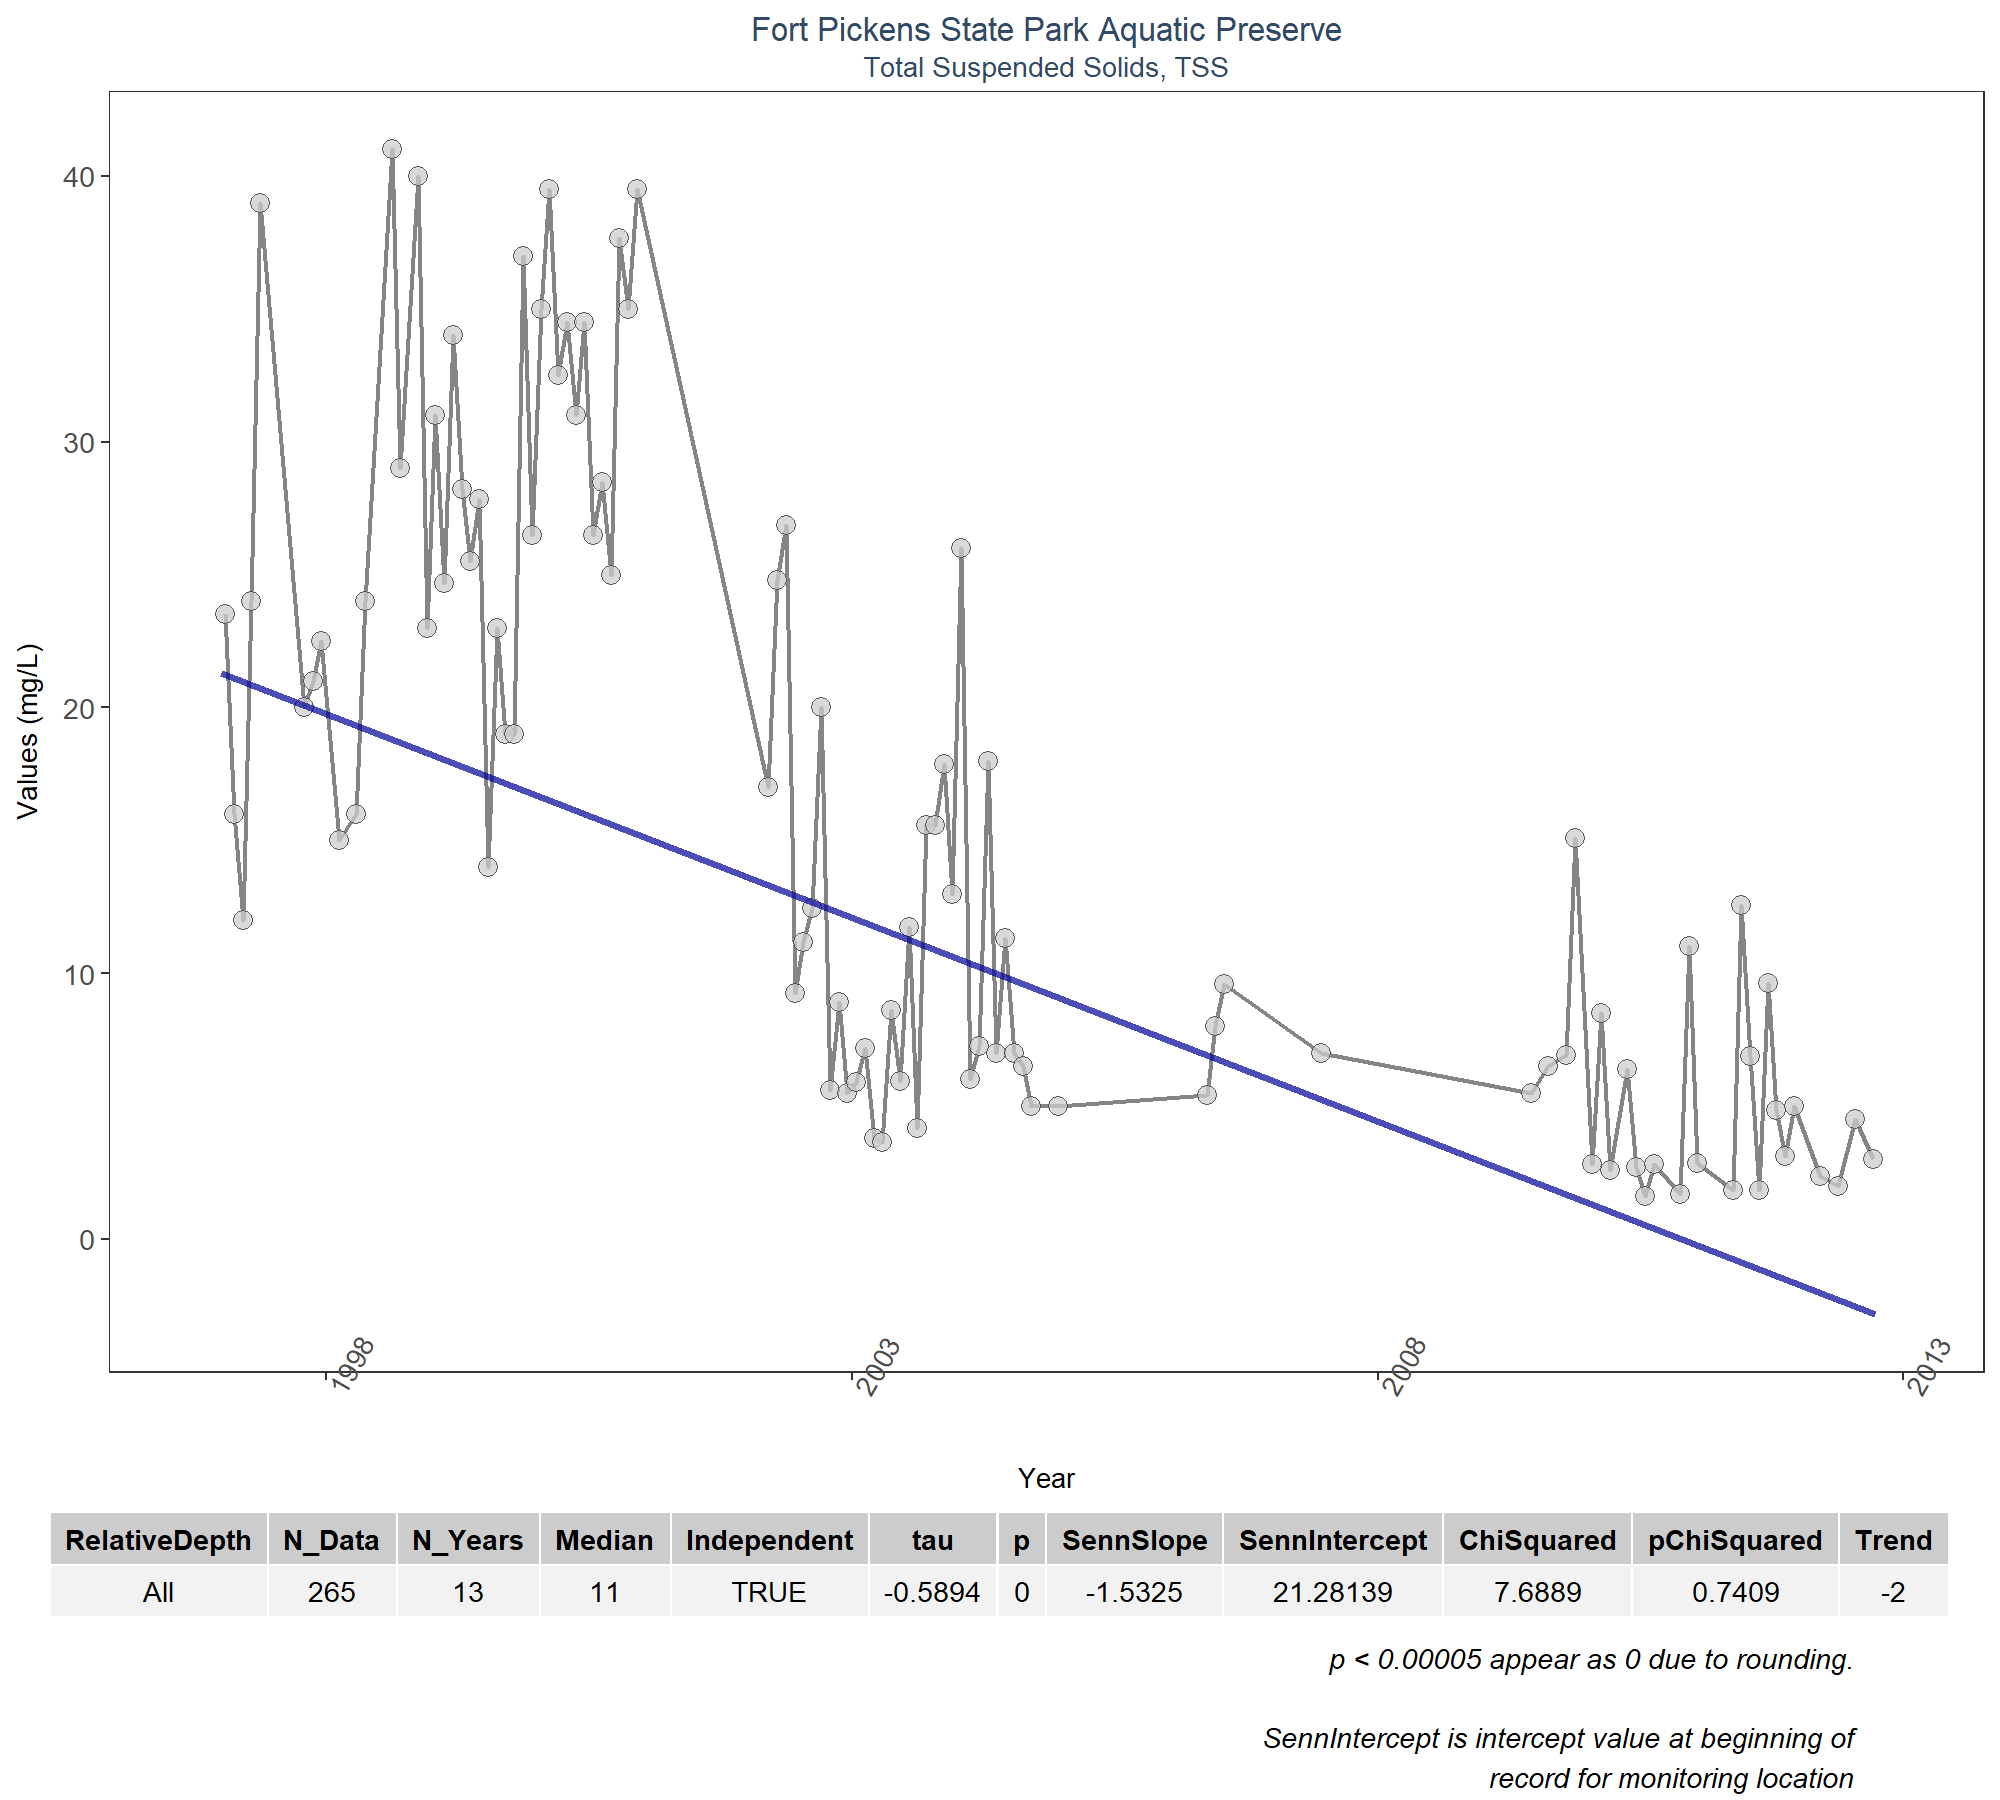 Fort Pickens State Park Aquatic Preserve
Total Suspended Solids, TSS
Values (mg/L)
40
30
20
10
0
1998 2003 2008 2013
Year
RelativeDepth N_Data N_Years Median Independent tau p SennSlope SennIntercept ChiSquared pChiSquared Trend
All 265 13 11 TRUE -0.5894 0 -1.5325 21.28139 7.6889 0.7409 -2
p < 0.00005 appear as 0 due to rounding.
SennIntercept is intercept value at beginning of
record for monitoring location